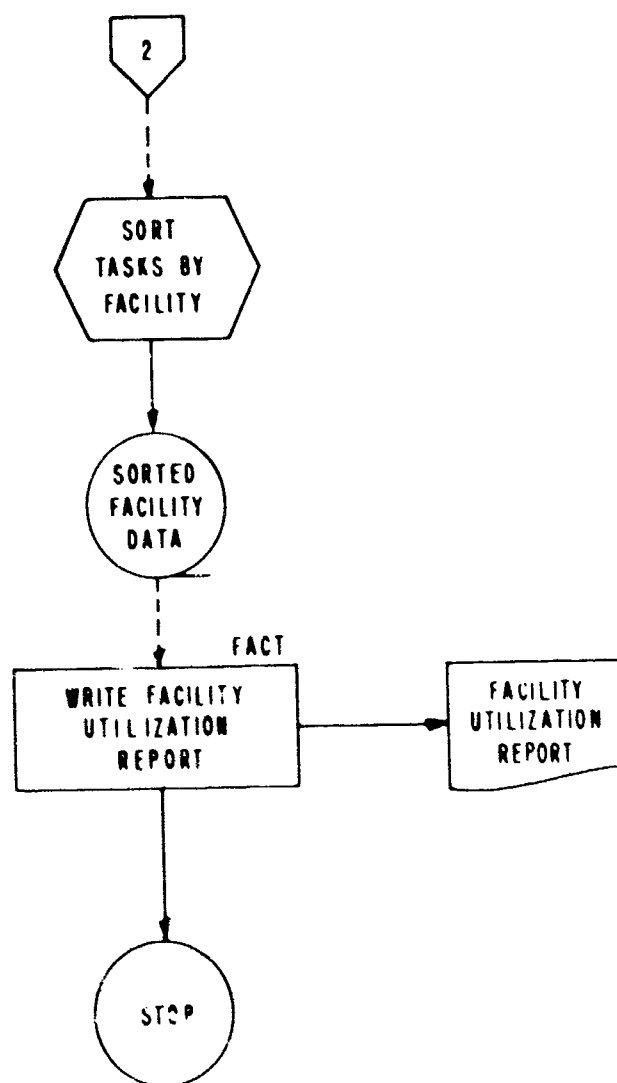 2
SORT
TASKS BY
FACILITY
SORTED
FACILITY
DATA
FACT
WRITE FACILITY
UTILIZATION
REPORT
FACILITY
UTILIZATION
REPORT
STOP